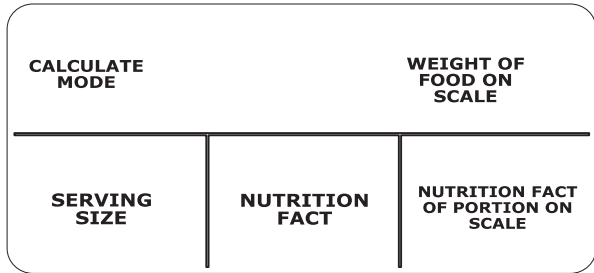 CALCULATE
MODE
WEIGHT OF
FOOD ON
SCALE
SERVING
SIZE
NUTRITION
FACT
NUTRITION FACT
OF PORTION ON
SCALE